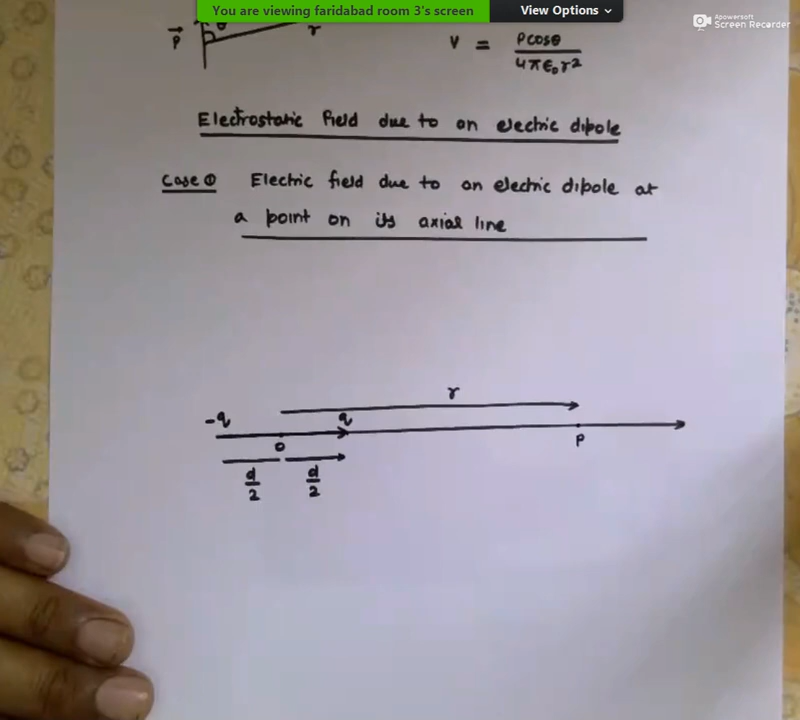 You are viewing faridabad room 3's screen View Options
Apowersoft
Screen Recorder
p⃗ θ r
V = pcosθ / 4πϵ₀r²
Electrostatic field due to an electric dipole
Case ① Electric field due to an electric dipole at
a point on its axial line
r
-q q
O P
d/2 d/2